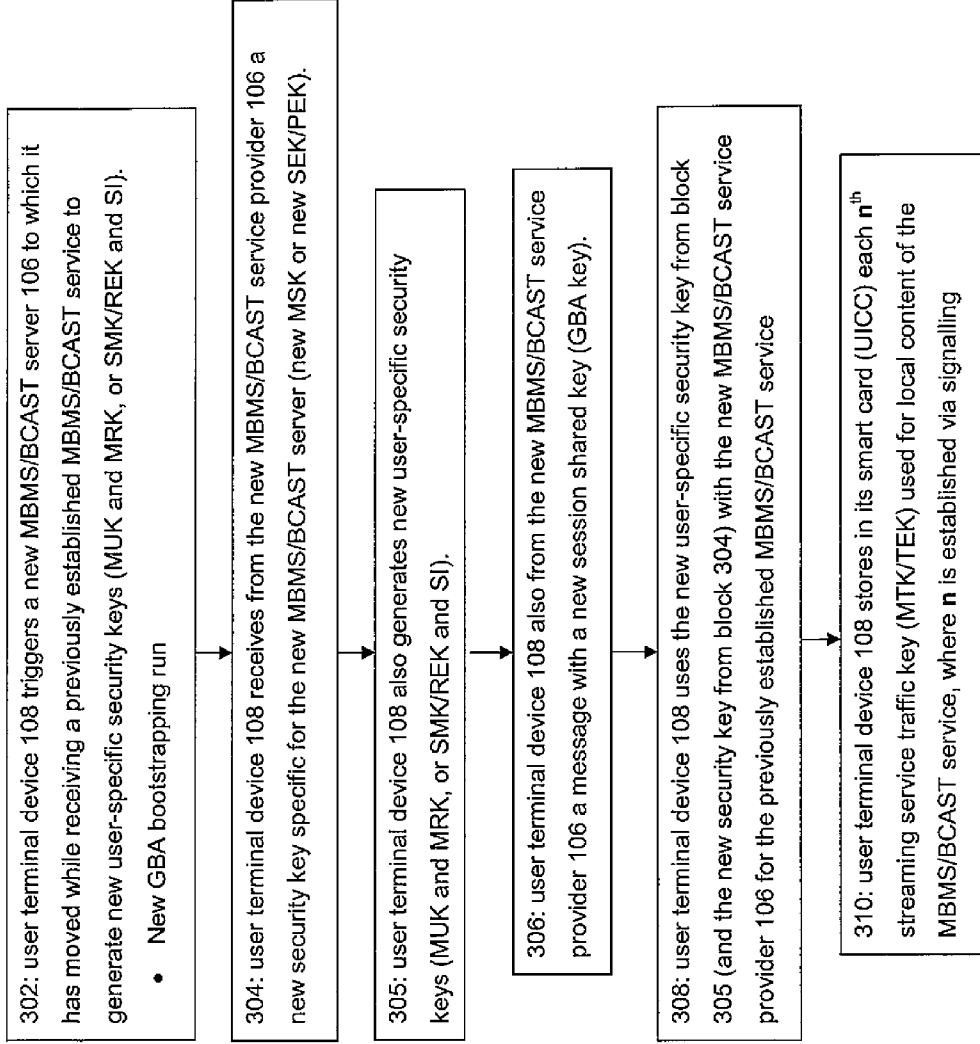 302: user terminal device 108 triggers a new MBMS/BCAST server 106 to which it
has moved while receiving a previously established MBMS/BCAST service to
generate new user-specific security keys (MUK and MRK, or SMK/REK and SI).
• New GBA bootstrapping run
304: user terminal device 108 receives from the new MBMS/BCAST service provider 106 a
new security key specific for the new MBMS/BCAST server (new MSK or new SEK/PEK).
305: user terminal device 108 also generates new user-specific security
keys (MUK and MRK, or SMK/REK and SI).
306: user terminal device 108 also from the new MBMS/BCAST service
provider 106 a message with a new session shared key (GBA key).
308: user terminal device 108 uses the new user-specific security key from block
305 (and the new security key from block 304) with the new MBMS/BCAST service
provider 106 for the previously established MBMS/BCAST service
310: user terminal device 108 stores in its smart card (UICC) each nth
streaming service traffic key (MTK/TEK) used for local content of the
MBMS/BCAST service, where n is established via signalling